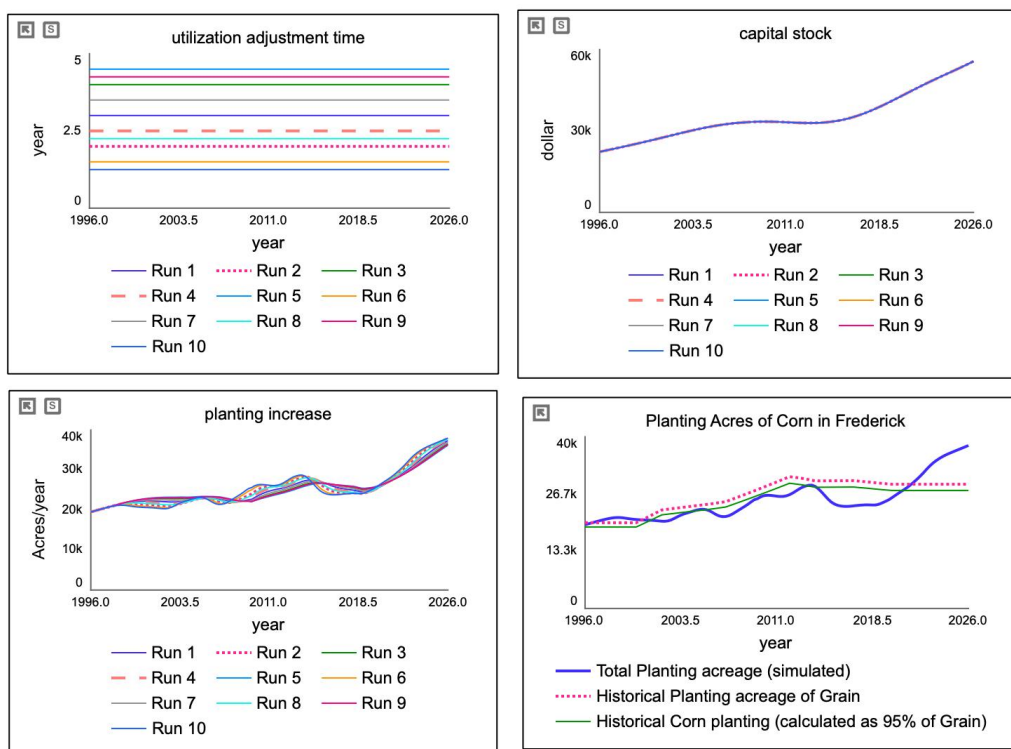 S
utilization adjustment time
5
2.5
0
year
1996.0 2003.5 2011.0 2018.5 2026.0
year
Run 1 Run 2 Run 3
Run 4 Run 5 Run 6
Run 7 Run 8 Run 9
Run 10
S
capital stock
60k
30k
0
dollar
1996.0 2003.5 2011.0 2018.5 2026.0
year
Run 1 Run 2 Run 3
Run 4 Run 5 Run 6
Run 7 Run 8 Run 9
Run 10
S
planting increase
40k
30k
20k
10k
0
Acres/year
1996.0 2003.5 2011.0 2018.5 2026.0
year
Run 1 Run 2 Run 3
Run 4 Run 5 Run 6
Run 7 Run 8 Run 9
Run 10
Planting Acres of Corn in Frederick
40k
26.7k
13.3k
0
1996.0 2003.5 2011.0 2018.5 2026.0
year
Total Planting acreage (simulated)
Historical Planting acreage of Grain
Historical Corn planting (calculated as 95% of Grain)